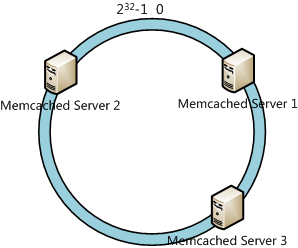 2³²-1 0
Memcached Server 2
Memcached Server 1
Memcached Server 3